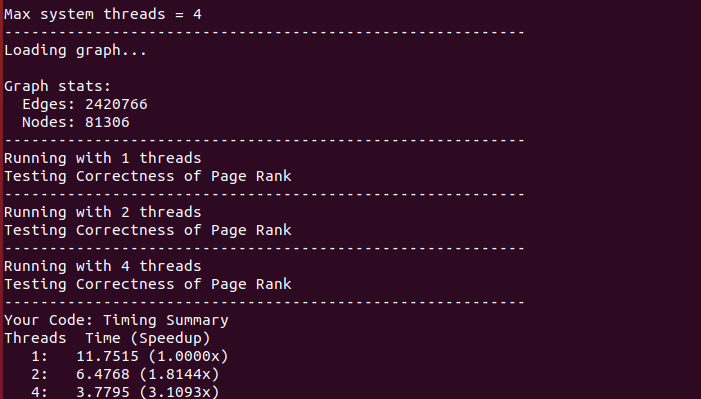 Max system threads = 4
----------------------------------------------------------
Loading graph...
Graph stats:
  Edges: 2420766
  Nodes: 81306
----------------------------------------------------------
Running with 1 threads
Testing Correctness of Page Rank
----------------------------------------------------------
Running with 2 threads
Testing Correctness of Page Rank
----------------------------------------------------------
Running with 4 threads
Testing Correctness of Page Rank
----------------------------------------------------------
Your Code: Timing Summary
Threads  Time (Speedup)
   1:   11.7515 (1.0000x)
   2:   6.4768 (1.8144x)
   4:   3.7795 (3.1093x)